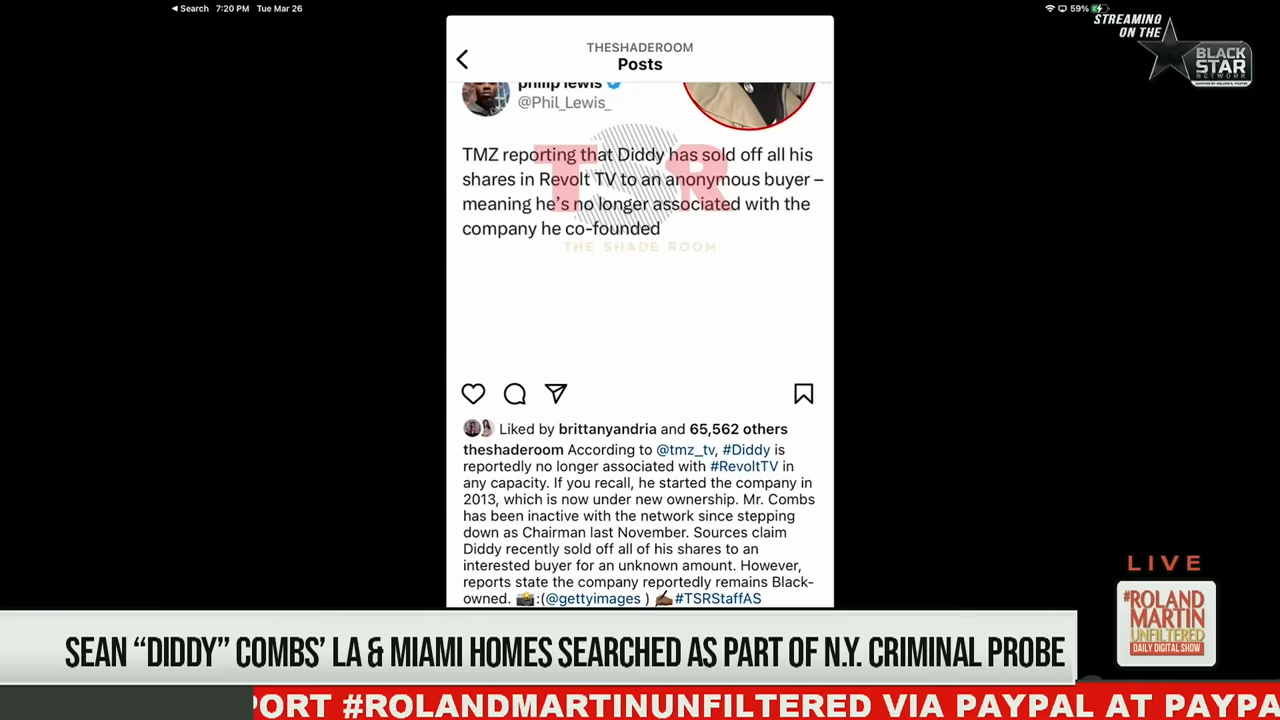 Search 7:20 PM Tue Mar 26
59%
STREAMING
ON THE
BLACK
STAR
NETWORK
THESHADEROOM
Posts
philip lewis
@Phil_Lewis_
TMZ reporting that Diddy has sold off all his
shares in Revolt TV to an anonymous buyer –
meaning he's no longer associated with the
company he co-founded
TSR
THE SHADE ROOM
Liked by brittanyandria and 65,562 others
theshaderoom According to @tmz_tv, #Diddy is
reportedly no longer associated with #RevoltTV in
any capacity. If you recall, he started the company in
2013, which is now under new ownership. Mr. Combs
has been inactive with the network since stepping
down as Chairman last November. Sources claim
Diddy recently sold off all of his shares to an
interested buyer for an unknown amount. However,
reports state the company reportedly remains Black-
owned. 📸:(@gettyimages ) ✍🏾#TSRStaffAS
LIVE
#ROLAND
MARTIN
UNFILTERED
DAILY DIGITAL SHOW
SEAN “DIDDY” COMBS’ LA & MIAMI HOMES SEARCHED AS PART OF N.Y. CRIMINAL PROBE
PORT #ROLANDMARTINUNFILTERED VIA PAYPAL AT PAYPA